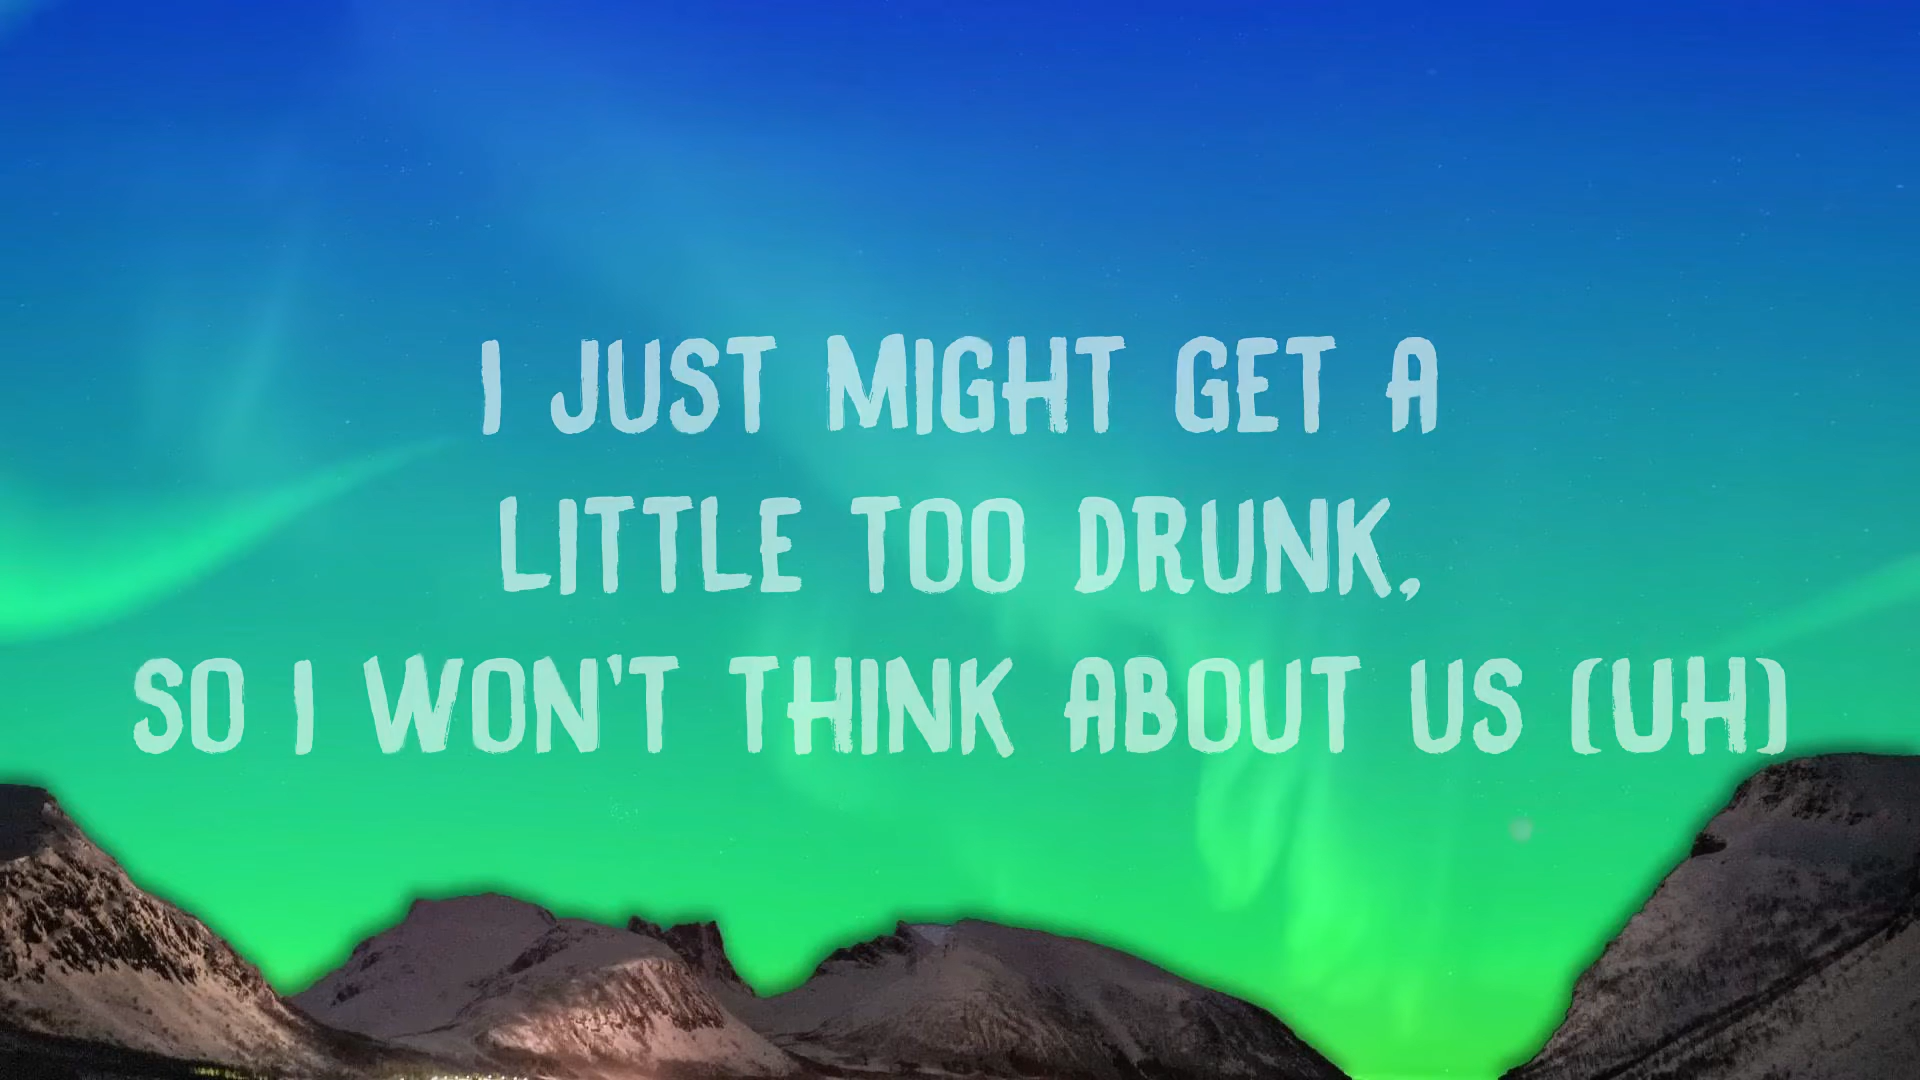 I JUST MIGHT GET A
LITTLE TOO DRUNK,
SO I WON'T THINK ABOUT US (UH)